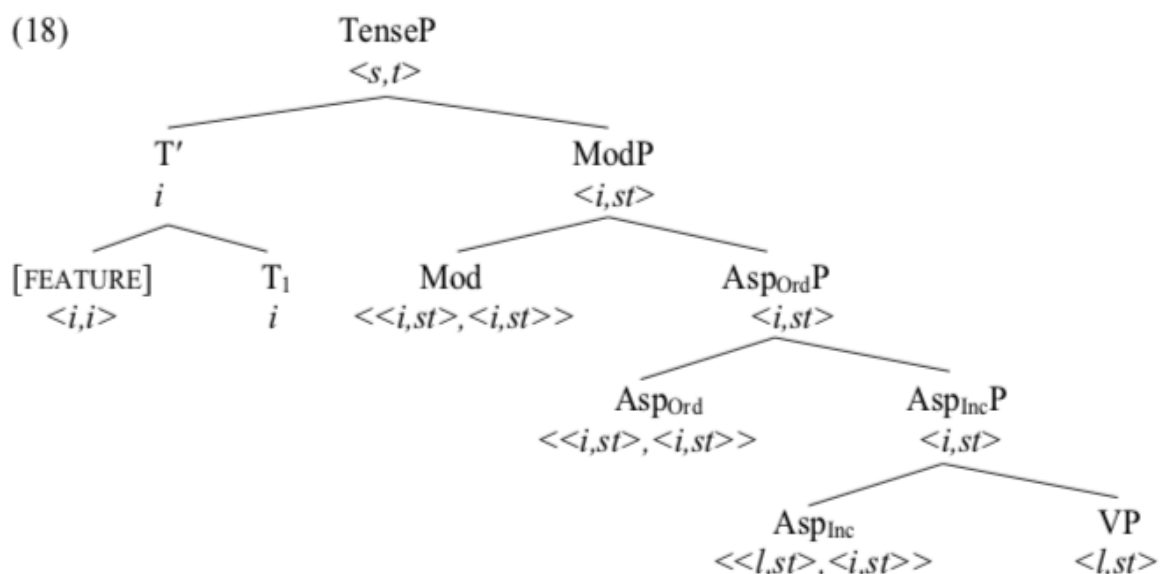 (18) TenseP
<s,t>
T′ ModP
i <i,st>
[FEATURE] T₁ Mod AspOrdP
<i,i> i <<i,st>,<i,st>> <i,st>
AspOrd AspIncP
<<i,st>,<i,st>> <i,st>
AspInc VP
<<l,st>,<i,st>> <l,st>